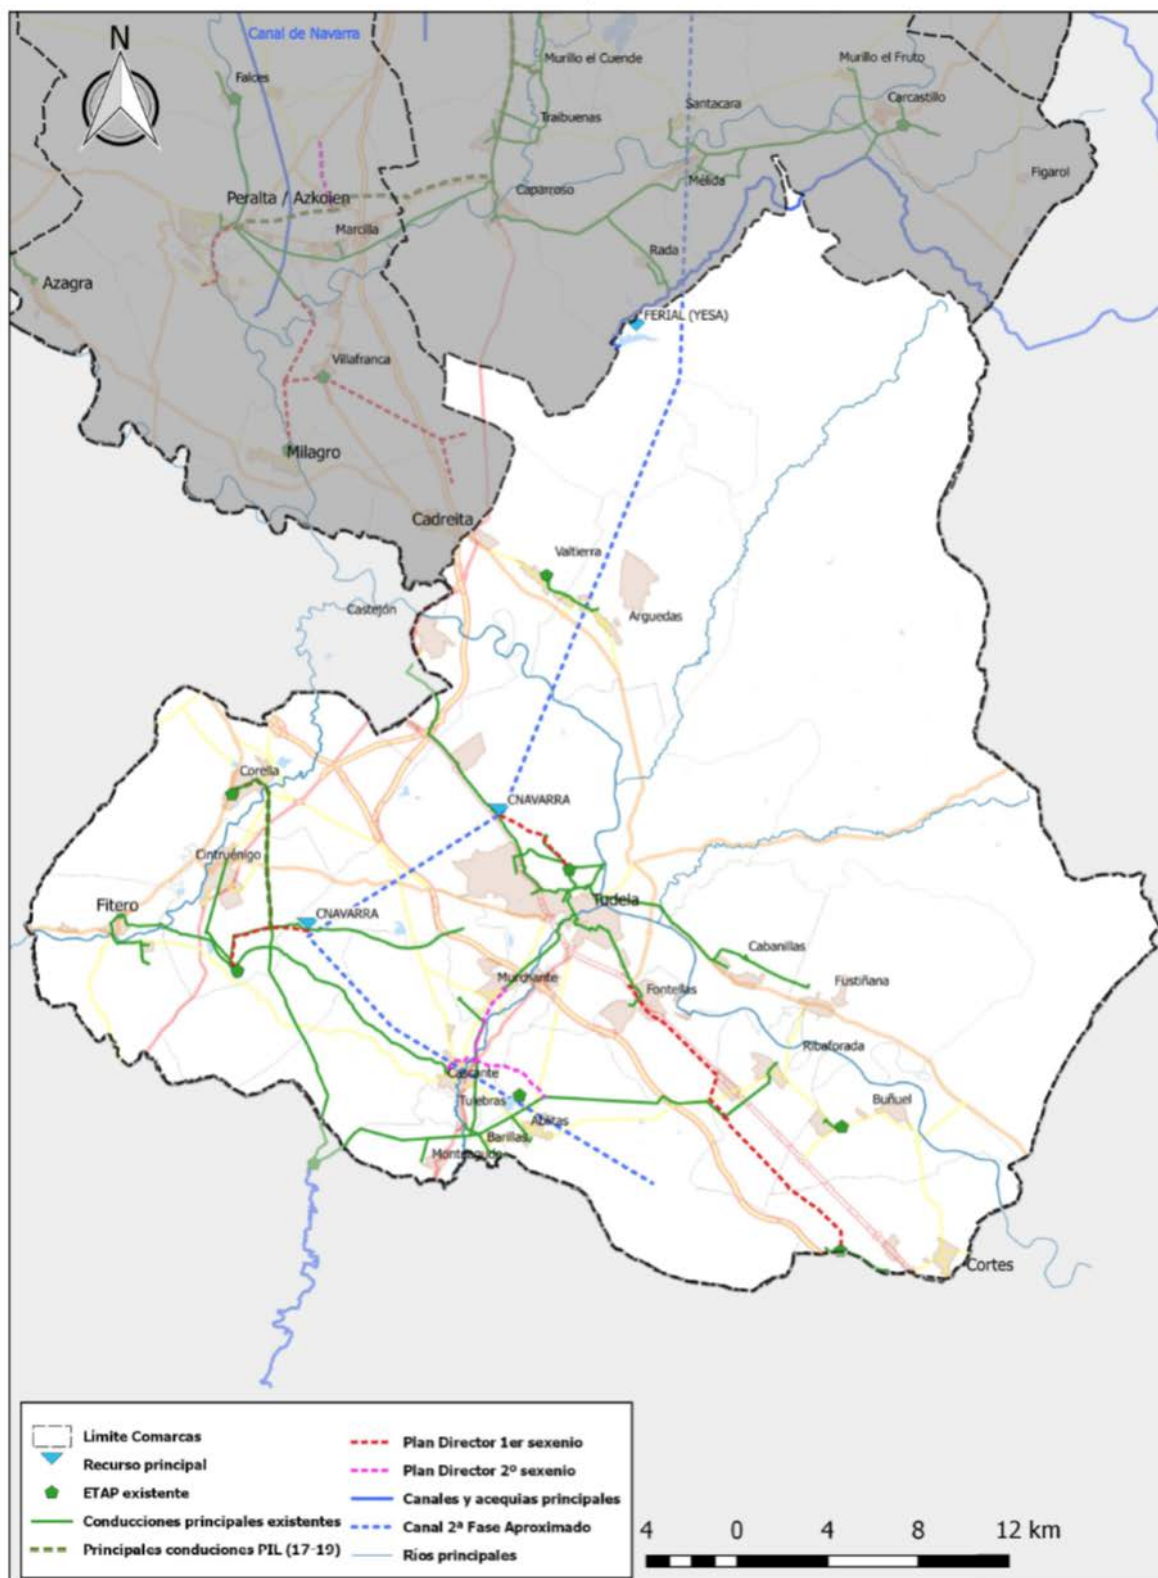 N
Canal de Navarra
Murillo el Cuende
Murillo el Fruto
Falces
Santacara
Carcastillo
Traibuenas
Figarol
Mélida
Peralta / Azkoien
Caparroso
Marcilla
Rada
Azagra
FERIAL (YESA)
Villafranca
Milagro
Cadreita
Valtierra
Castejón
Arguedas
Corella
CNAVARRA
Cintruénigo
Fitero
Tudela
CNAVARRA
Cabanillas
Murchante
Fustiñana
Fontellas
Ribaforada
Cascante
Tulebras
Buñuel
Ablitas
Barillas
Monteagudo
Cortes
Límite Comarcas
Recurso principal
ETAP existente
Conducciones principales existentes
Principales conduciones PIL (17-19)
Plan Director 1er sexenio
Plan Director 2º sexenio
Canales y acequias principales
Canal 2ª Fase Aproximado
Ríos principales
4 0 4 8 12 km